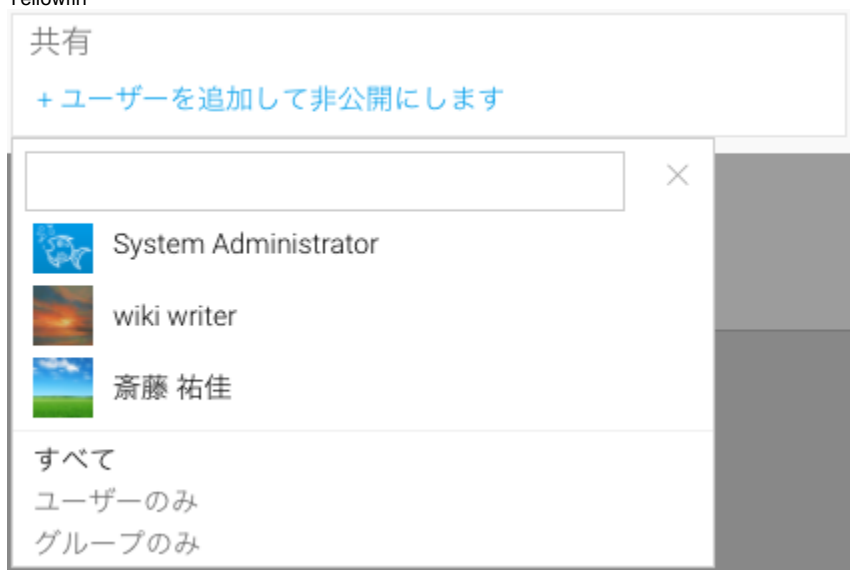 Yellowfin
共有
+ ユーザーを追加して非公開にします
System Administrator
wiki writer
斎藤 祐佳
すべて
ユーザーのみ
グループのみ